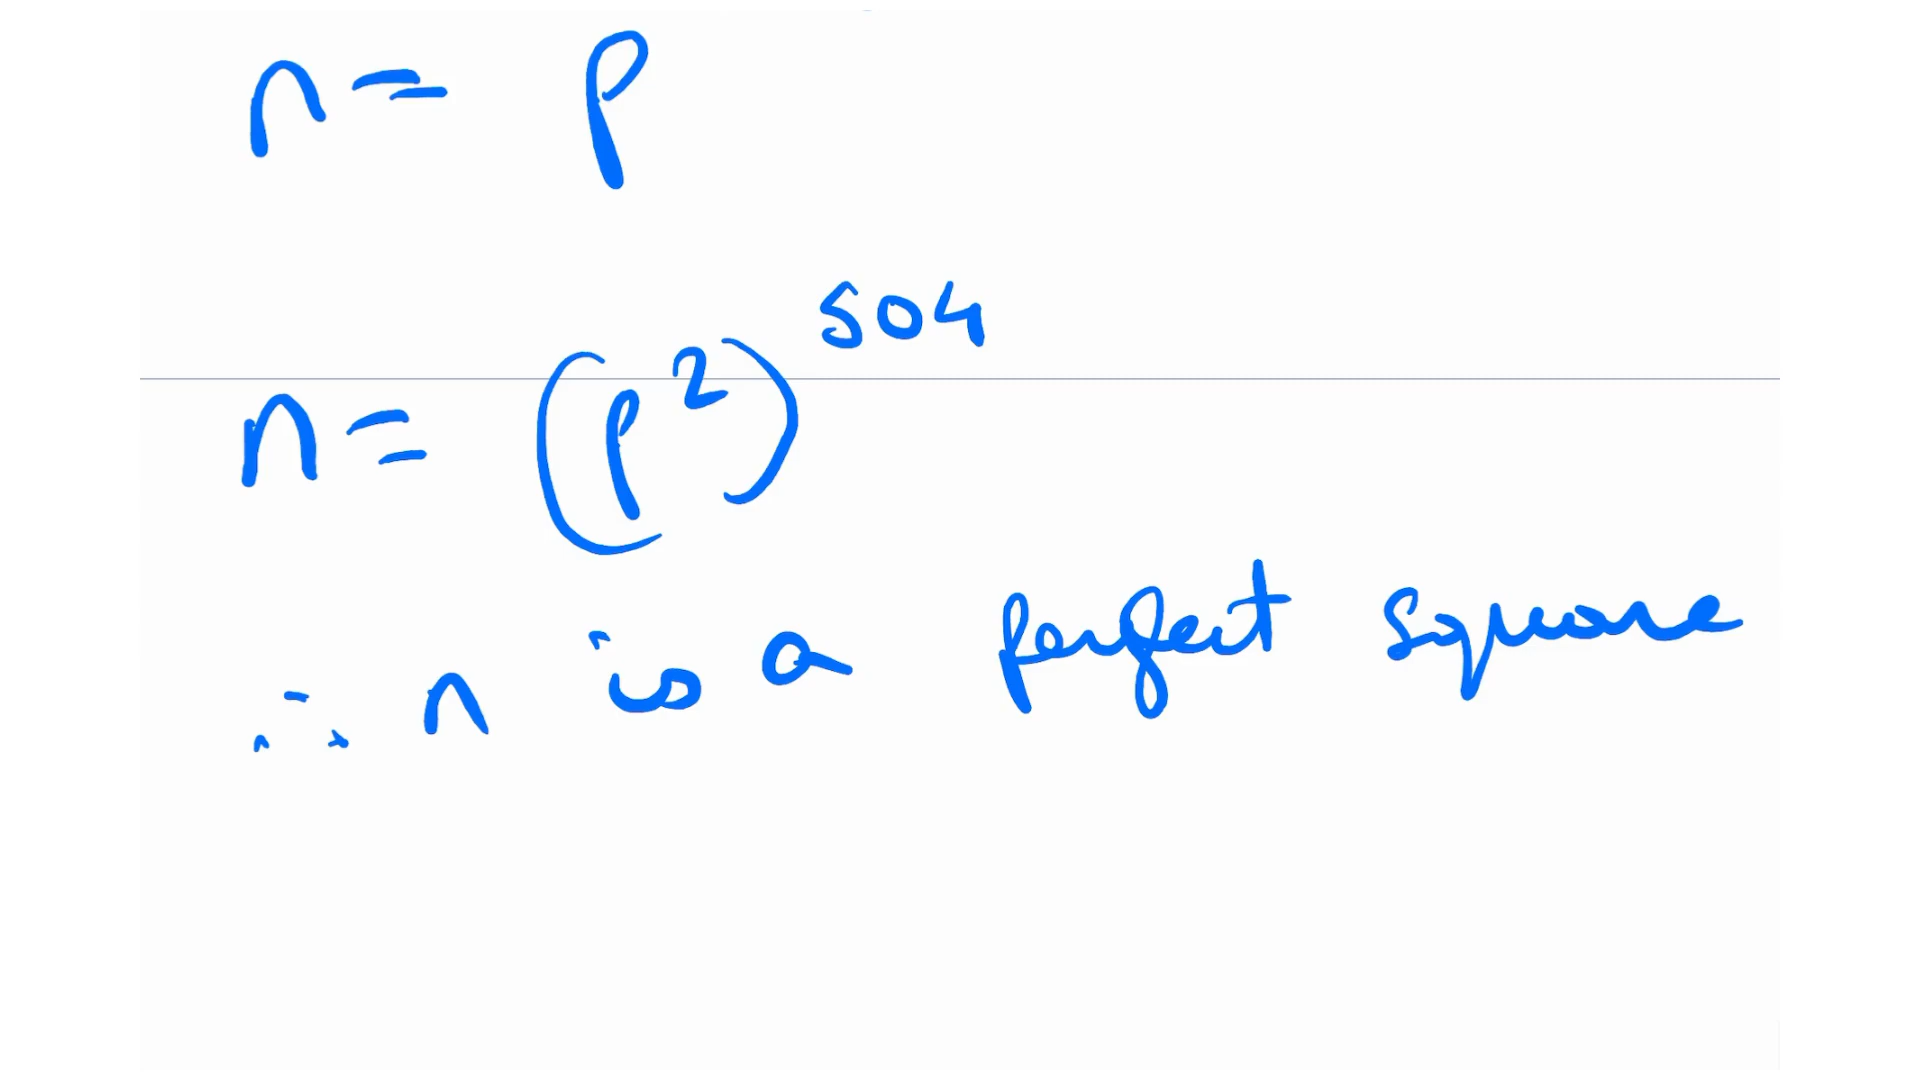 n = p
n = (p²)⁵⁰⁴
∴ n is a perfect square